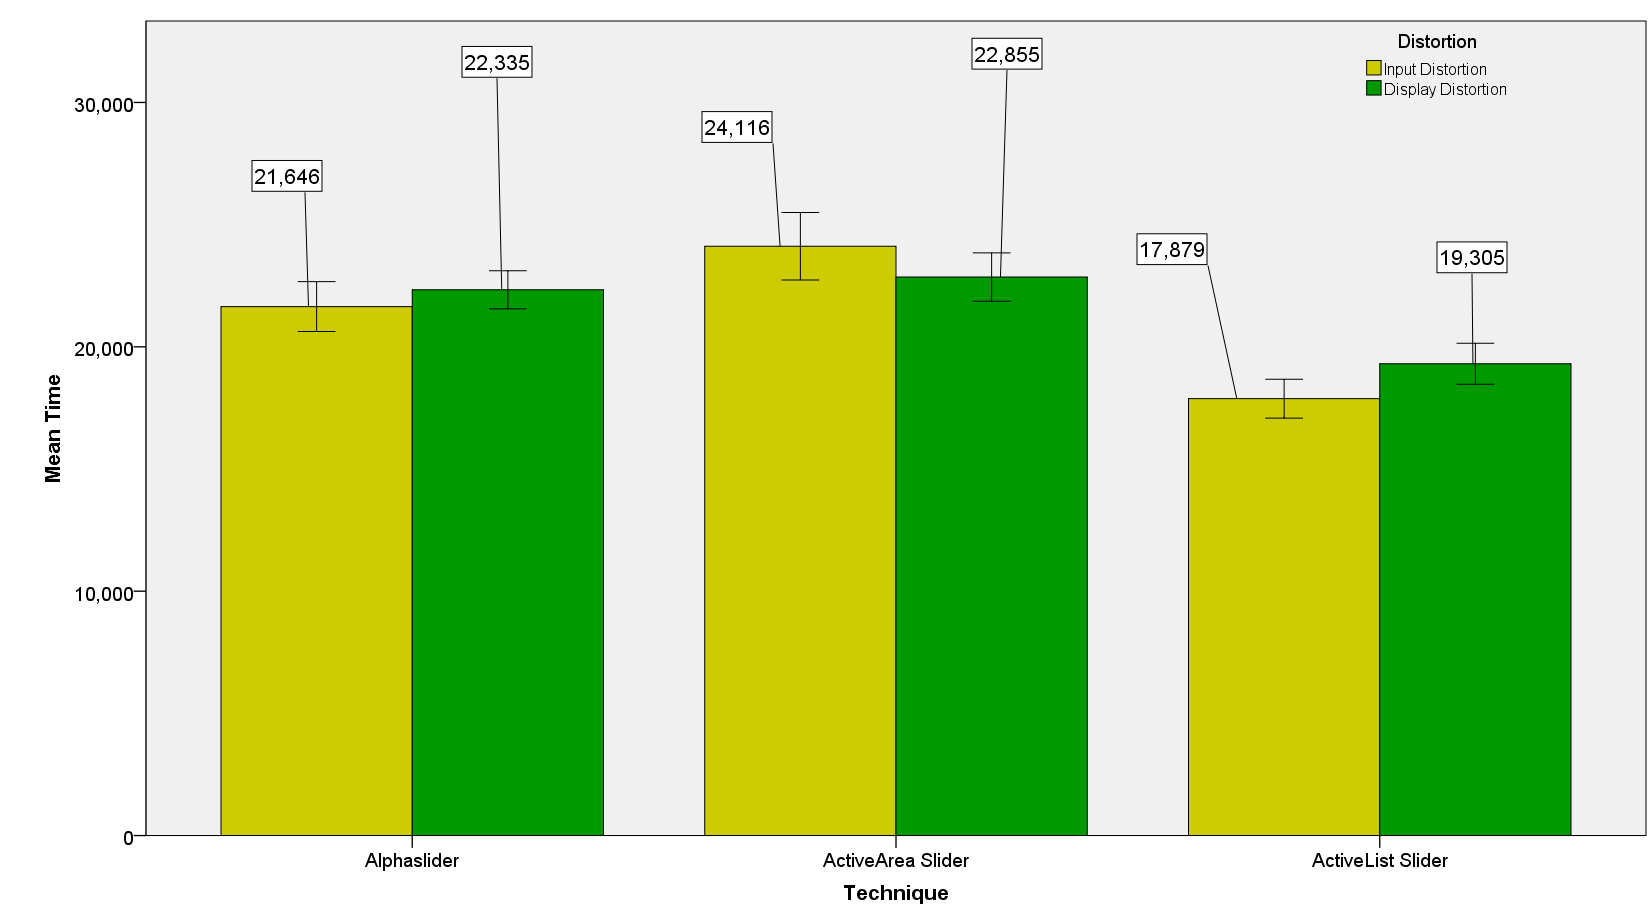 Distortion
Input Distortion
Display Distortion
22,335
22,855
30,000
24,116
21,646
17,879
19,305
20,000
Mean Time
10,000
0
Alphaslider
ActiveArea Slider
ActiveList Slider
Technique